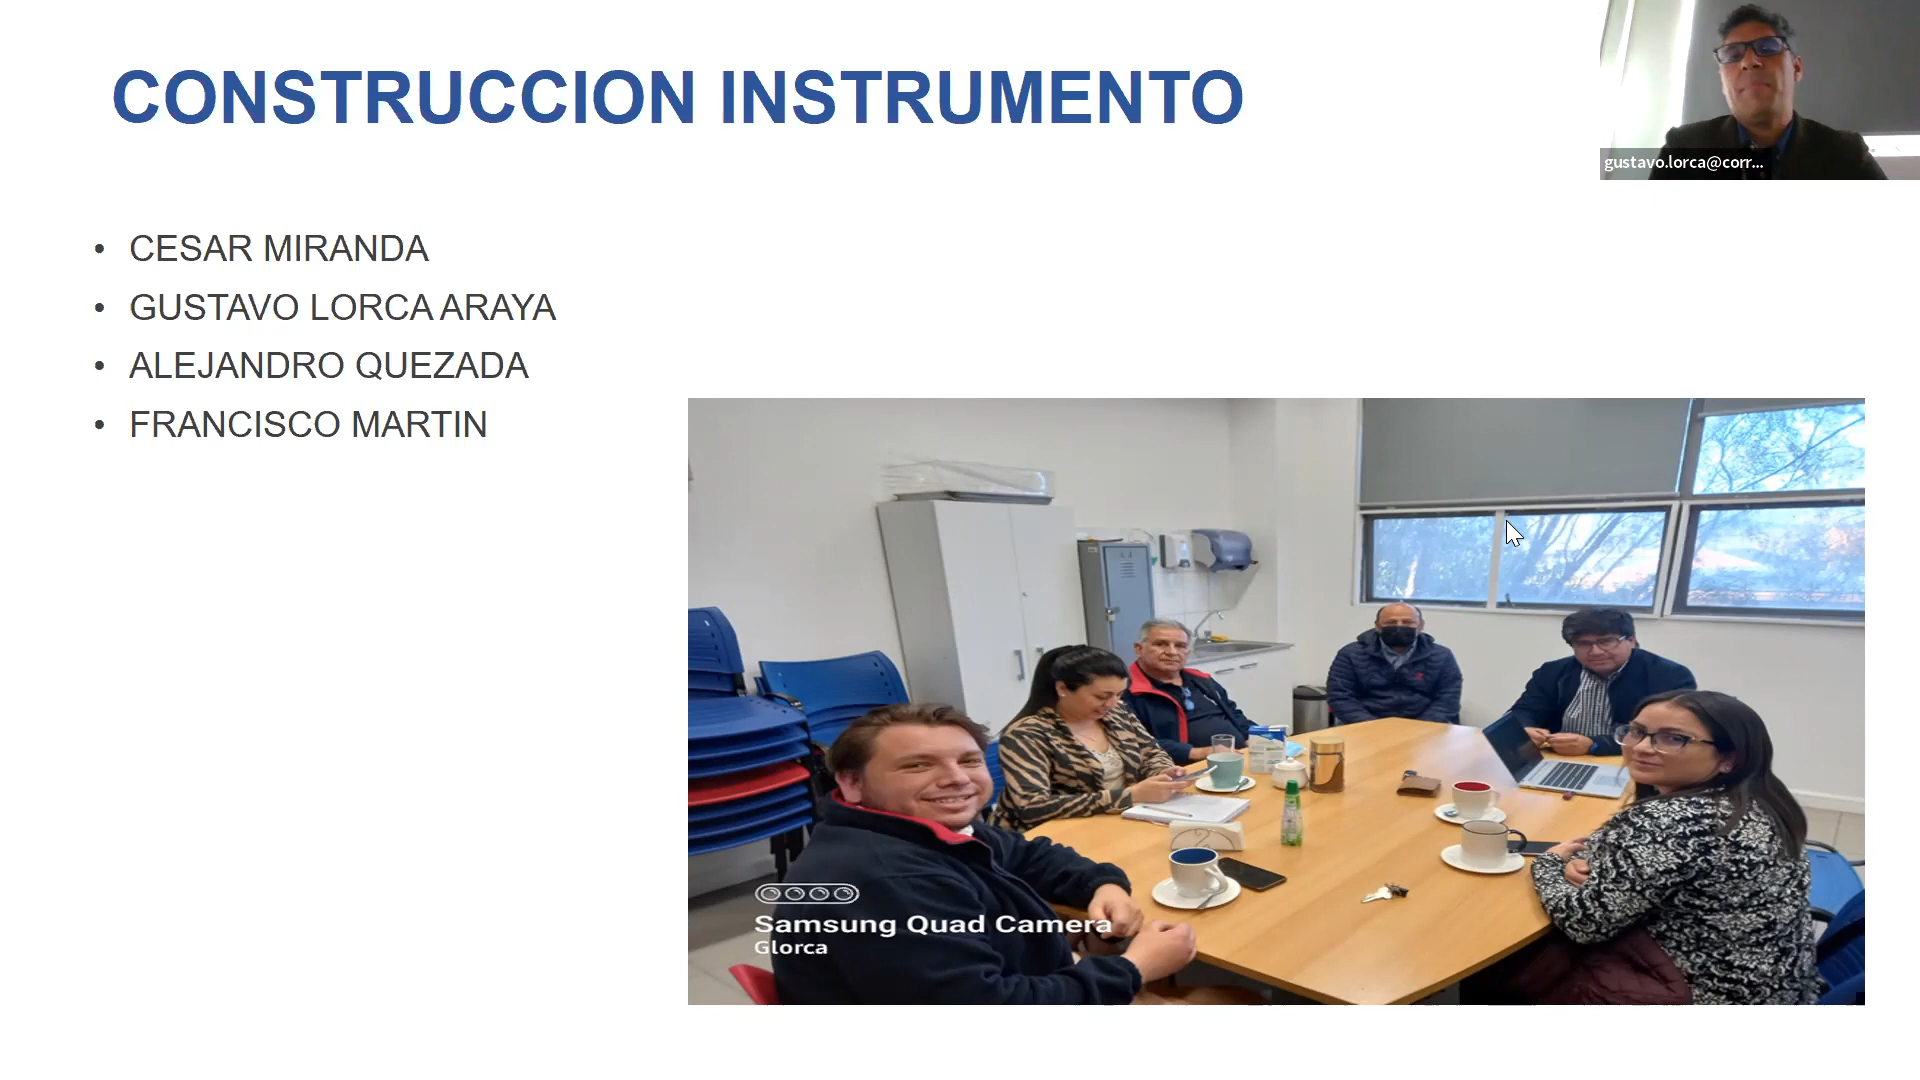 CONSTRUCCION INSTRUMENTO
gustavo.lorca@corr...
• CESAR MIRANDA
• GUSTAVO LORCA ARAYA
• ALEJANDRO QUEZADA
• FRANCISCO MARTIN
Samsung Quad Camera
Glorca